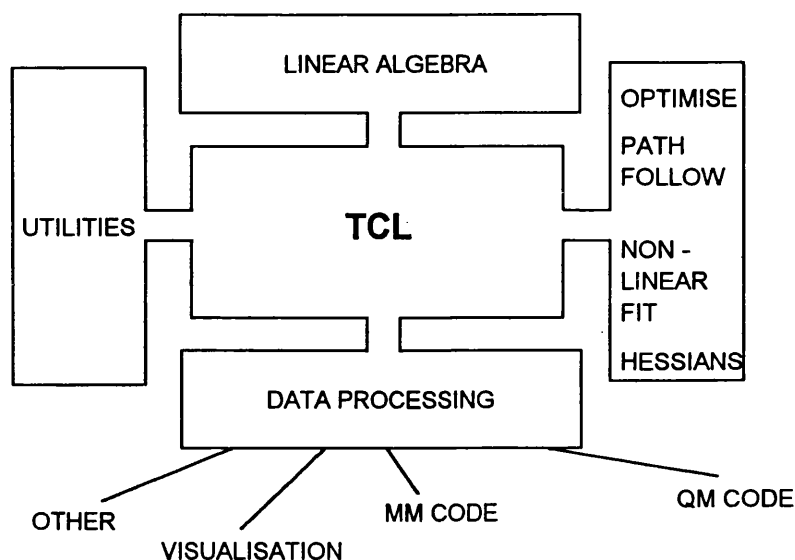 LINEAR ALGEBRA
OPTIMISE
PATH
FOLLOW
UTILITIES
TCL
NON -
LINEAR
FIT
HESSIANS
DATA PROCESSING
OTHER
VISUALISATION
MM CODE
QM CODE